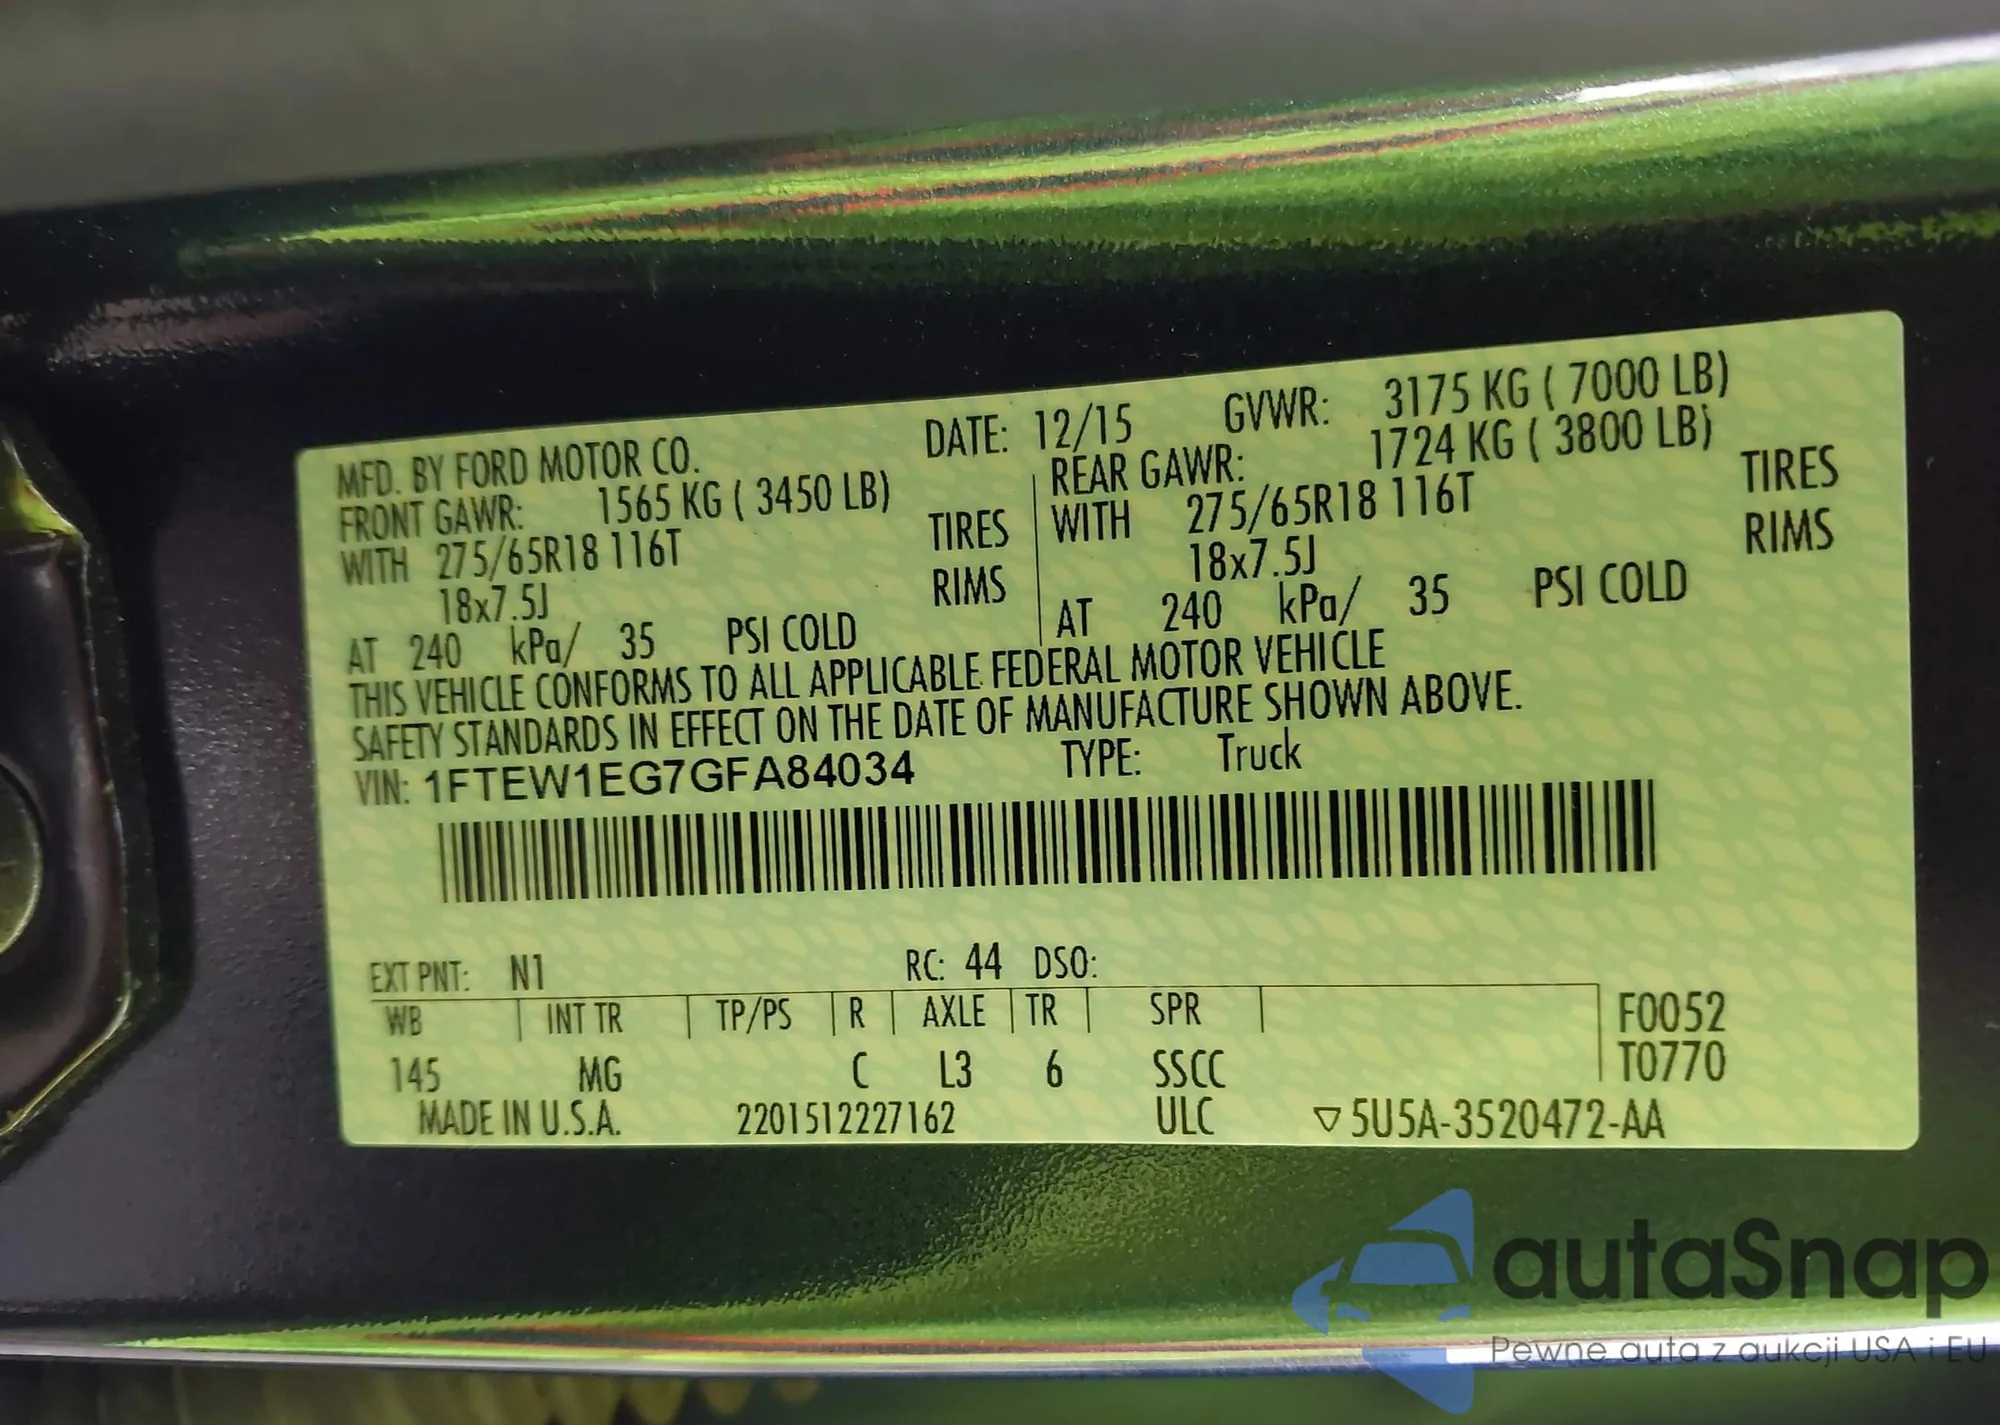 MFD. BY FORD MOTOR CO. DATE: 12/15 GVWR: 3175 KG ( 7000 LB)
FRONT GAWR: 1565 KG ( 3450 LB) REAR GAWR: 1724 KG ( 3800 LB)
WITH 275/65R18 116T TIRES WITH 275/65R18 116T TIRES
18x7.5J RIMS 18x7.5J RIMS
AT 240 kPa/ 35 PSI COLD AT 240 kPa/ 35 PSI COLD
THIS VEHICLE CONFORMS TO ALL APPLICABLE FEDERAL MOTOR VEHICLE
SAFETY STANDARDS IN EFFECT ON THE DATE OF MANUFACTURE SHOWN ABOVE.
VIN: 1FTEW1EG7GFA84034 TYPE: Truck
EXT PNT: N1 RC: 44 DSO:
WB INT TR TP/PS R AXLE TR SPR F0052
145 MG C L3 6 SSCC T0770
MADE IN U.S.A. 2201512227162 ULC ▽5U5A-3520472-AA
autaSnap
Pewne auta z aukcji USA i EU